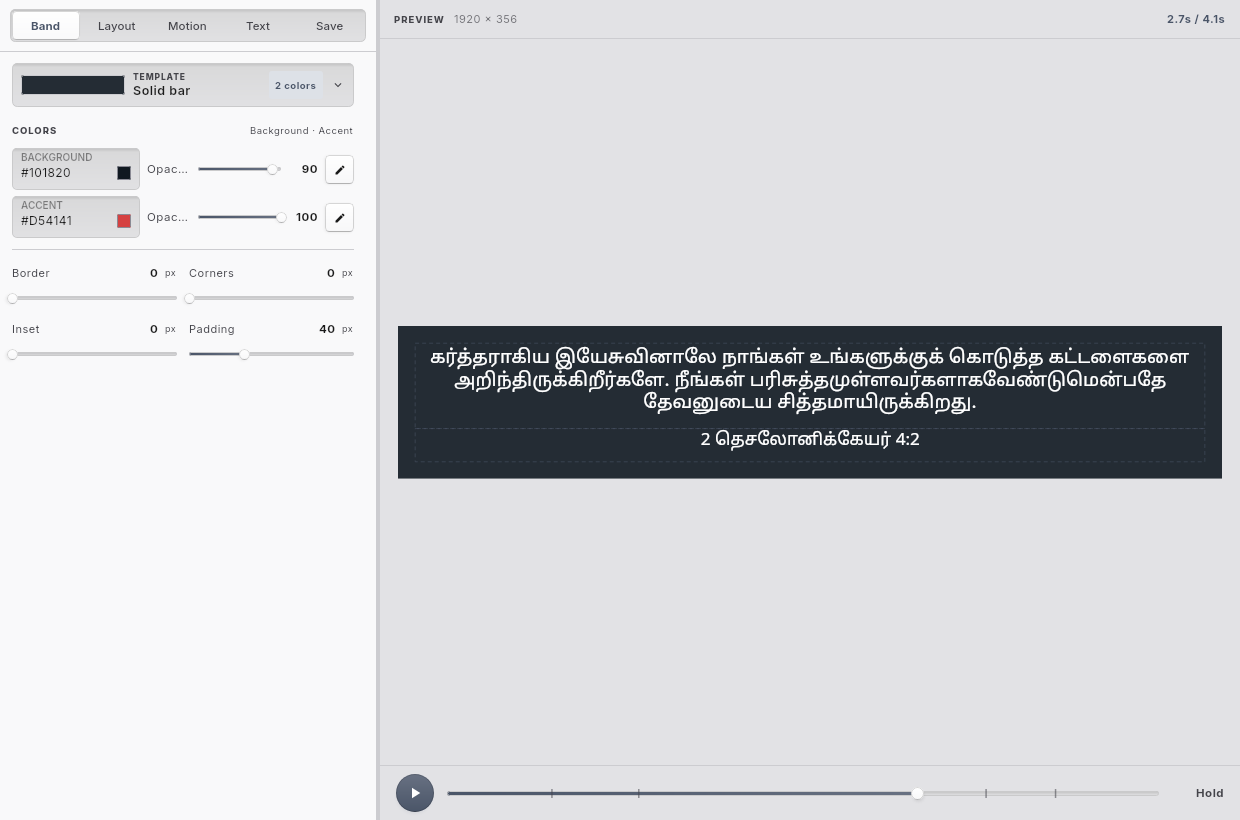 Band
Layout
Motion
Text
Save
PREVIEW 1920 × 356
2.7s / 4.1s
TEMPLATE
Solid bar
2 colors
COLORS
Background · Accent
BACKGROUND
#101820
Opac...
90
ACCENT
#D54141
Opac...
100
Border 0 px
Corners 0 px
Inset 0 px
Padding 40 px
கர்த்தராகிய இயேசுவினாலே நாங்கள் உங்களுக்குக் கொடுத்த கட்டளைகளை
அறிந்திருக்கிறீர்களே. நீங்கள் பரிசுத்தமுள்ளவர்களாகவேண்டுமென்பதே
தேவனுடைய சித்தமாயிருக்கிறது.
2 தெசலோனிக்கேயர் 4:2
Hold